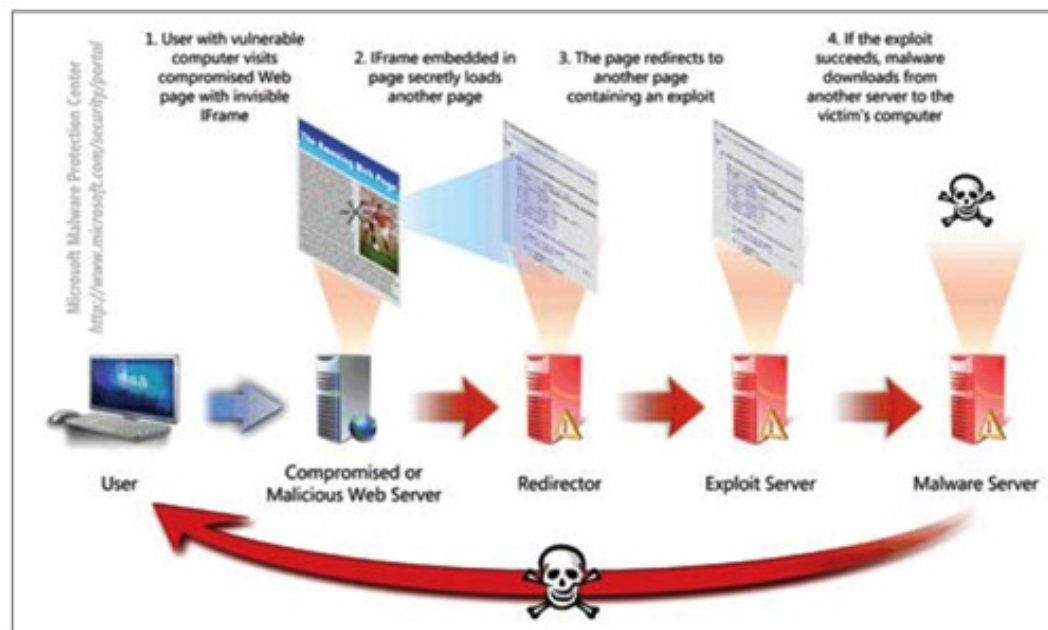 Microsoft Malware Protection Center
http://www.microsoft.com/security/portal
1. User with vulnerable
computer visits
compromised Web
page with invisible
IFrame
2. IFrame embedded in
page secretly loads
another page
3. The page redirects to
another page
containing an exploit
4. If the exploit
succeeds, malware
downloads from
another server to the
victim's computer
The Amazing Web Page
User
Compromised or
Malicious Web Server
Redirector
Exploit Server
Malware Server